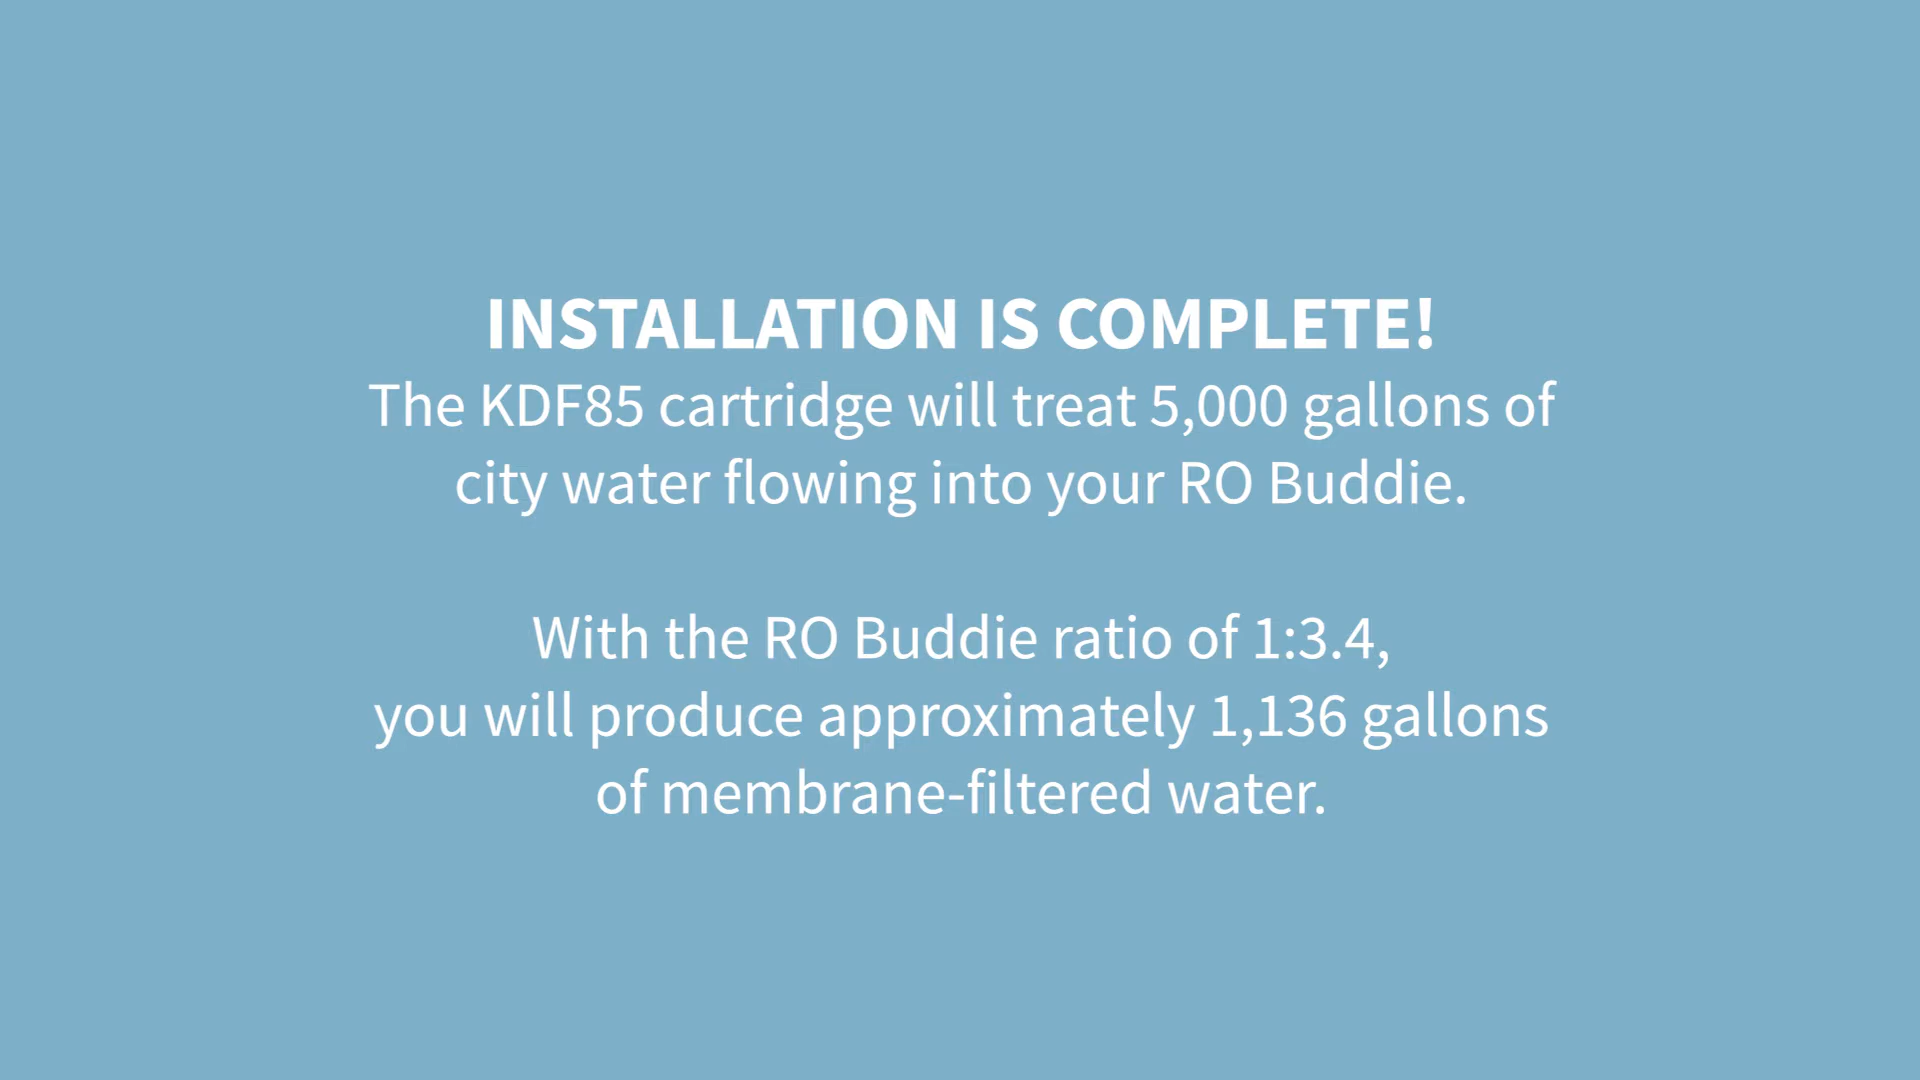 INSTALLATION IS COMPLETE!
The KDF85 cartridge will treat 5,000 gallons of
city water flowing into your RO Buddie.
With the RO Buddie ratio of 1:3.4,
you will produce approximately 1,136 gallons
of membrane-filtered water.